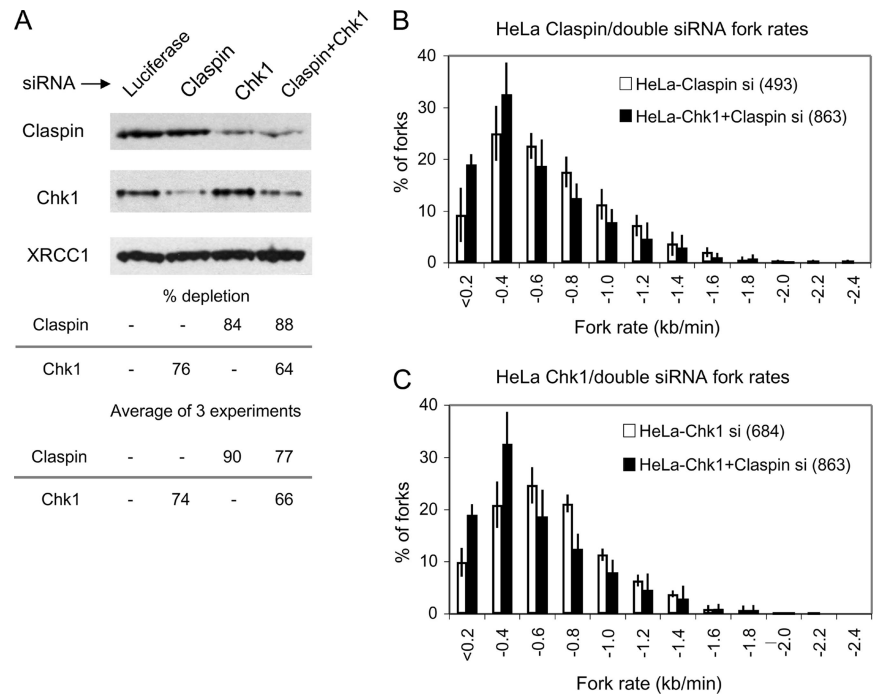 A
siRNA
Luciferase
Claspin
Chk1
Claspin+Chk1
Claspin
Chk1
XRCC1
% depletion
Claspin - - 84 88
Chk1 - 76 - 64
Average of 3 experiments
Claspin - - 90 77
Chk1 - 74 - 66
B
HeLa Claspin/double siRNA fork rates
HeLa-Claspin si (493)
HeLa-Chk1+Claspin si (863)
% of forks
40
30
20
10
0
<0.2 -0.4 -0.6 -0.8 -1.0 -1.2 -1.4 -1.6 -1.8 -2.0 -2.2 -2.4
Fork rate (kb/min)
C
HeLa Chk1/double siRNA fork rates
HeLa-Chk1 si (684)
HeLa-Chk1+Claspin si (863)
% of forks
40
30
20
10
0
<0.2 -0.4 -0.6 -0.8 -1.0 -1.2 -1.4 -1.6 -1.8 -2.0 -2.2 -2.4
Fork rate (kb/min)